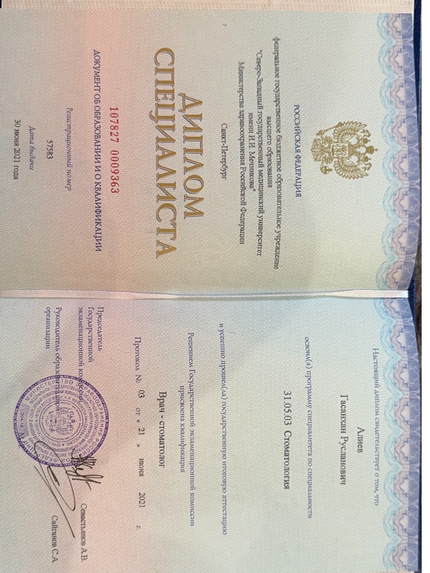 РОССИЙСКАЯ ФЕДЕРАЦИЯ
федеральное государственное бюджетное образовательное учреждение
высшего образования
"Северо-Западный государственный медицинский университет
имени И.И. Мечникова"
Министерства здравоохранения Российской Федерации
Санкт-Петербург
ДИПЛОМ
СПЕЦИАЛИСТА
107827 0009363
ДОКУМЕНТ ОБ ОБРАЗОВАНИИ И О КВАЛИФИКАЦИИ
Регистрационный номер
57583
Дата выдачи
30 июня 2021 года
Настоящий диплом свидетельствует о том, что
Алиев
Гасанхан Русланович
освоил(а) программу специалитета по специальности
31.05.03 Стоматология
и успешно прошел(ла) государственную итоговую аттестацию
Решением Государственной экзаменационной комиссии
присвоена квалификация
Врач - стоматолог
Протокол № 03 от « 21 » июня 2021 г.
Председатель
Государственной
экзаменационной комиссии
Севастьянов А.В.
Руководитель образовательной
организации
Сайганов С.А.